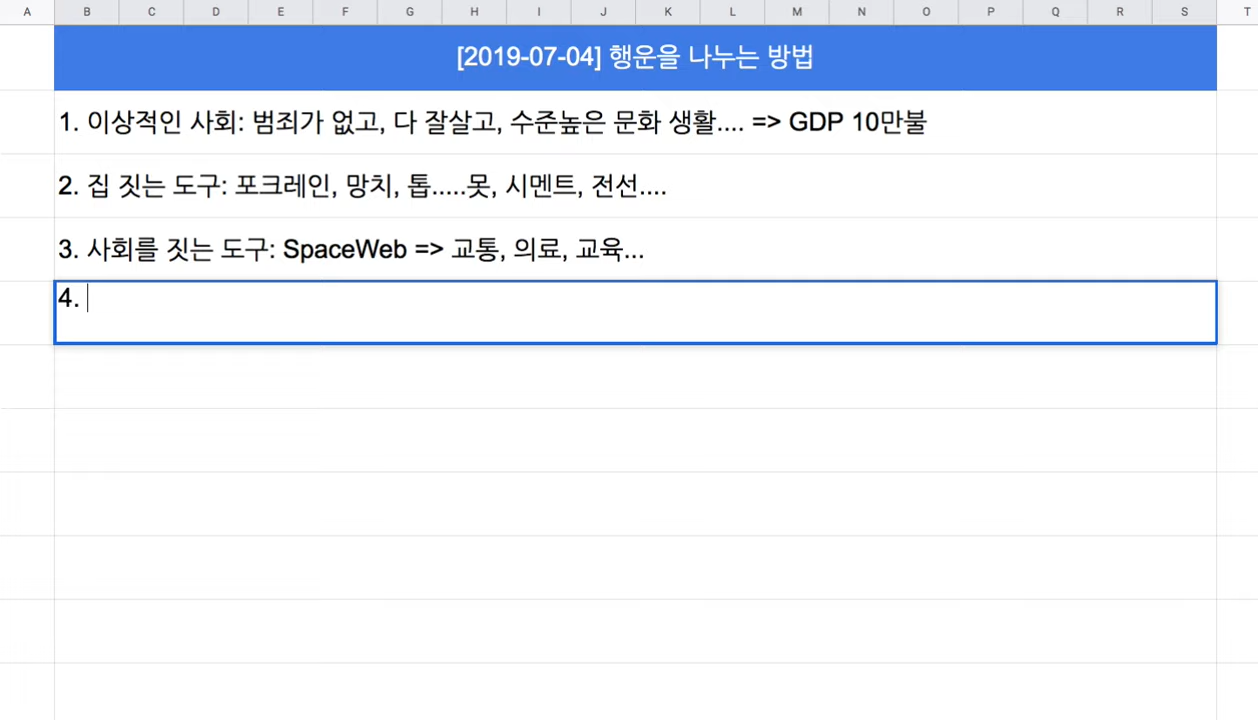 A B C D E F G H I J K L M N O P Q R S T
[2019-07-04] 행운을 나누는 방법
1. 이상적인 사회: 범죄가 없고, 다 잘살고, 수준높은 문화 생활.... => GDP 10만불
2. 집 짓는 도구: 포크레인, 망치, 톱.....못, 시멘트, 전선....
3. 사회를 짓는 도구: SpaceWeb => 교통, 의료, 교육...
4.